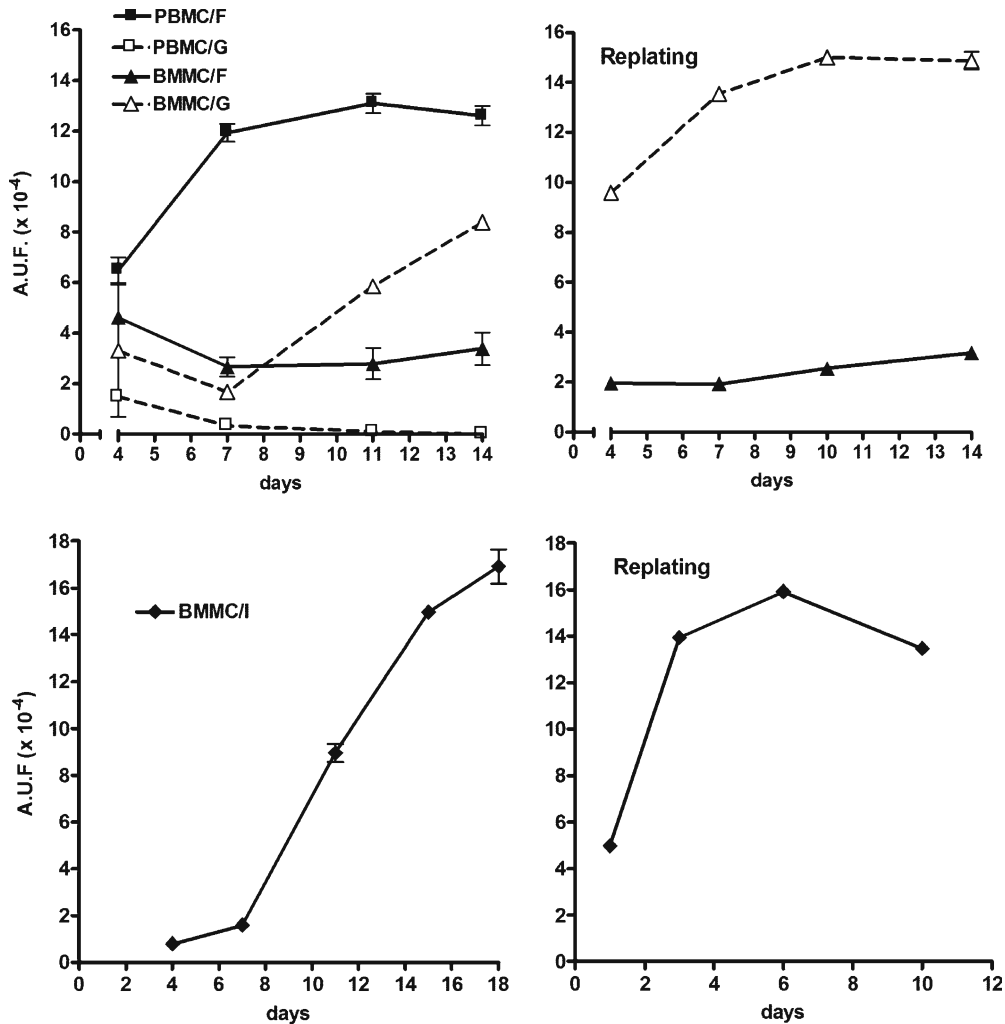 PBMC/F
PBMC/G
BMMC/F
BMMC/G
16
14
12
10
8
6
4
2
0
A.U.F. (x 10-4)
0 4 5 6 7 8 9 10 11 12 13 14
days
Replating
16
14
12
10
8
6
4
2
0
0 4 5 6 7 8 9 10 11 12 13 14
days
BMMC/I
18
16
14
12
10
8
6
4
2
0
A.U.F (x 10-4)
0 2 4 6 8 10 12 14 16 18
days
Replating
18
16
14
12
10
8
6
4
2
0
0 2 4 6 8 10 12
days